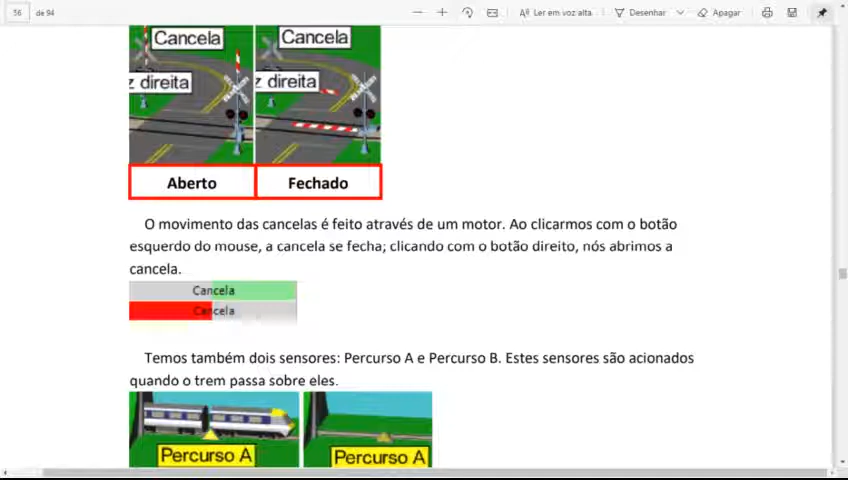 56 de 94
Ler em voz alta
Desenhar
Apagar
Cancela
Cancela
z direita
z direita
Aberto
Fechado
O movimento das cancelas é feito através de um motor. Ao clicarmos com o botão
esquerdo do mouse, a cancela se fecha; clicando com o botão direito, nós abrimos a
cancela.
Cancela
Cancela
Temos também dois sensores: Percurso A e Percurso B. Estes sensores são acionados
quando o trem passa sobre eles.
Percurso A
Percurso A